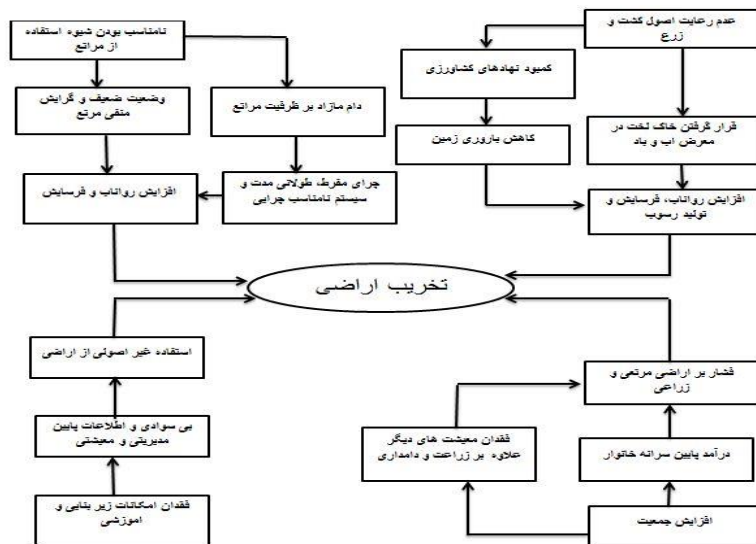 عدم رعایت اصول کشت و
زرع
کمبود نهادهای کشاورزی
قرار گرفتن خاک لخت در
معرض اب و باد
کاهش باروری زمین
افزایش رواناب، فرسایش و
تولید رسوب
نامناسب بودن شیوه استفاده
از مراتع
دام مازاد بر ظرفیت مراتع
وضعیت ضعیف و گرایش
منفی مرتع
چرای مفرط، طولانی مدت و
سیستم نامناسب چرایی
افزایش رواناب و فرسایش
تخریب اراضی
فشار بر اراضی مرتعی و
زراعی
فقدان معیشت های دیگر
علاوه بر زراعت و دامداری
درآمد پایین سرانه خانوار
افزایش جمعیت
استفاده غیر اصولی از اراضی
بی سوادی و اطلاعات پایین
مدیریتی و معیشتی
فقدان امکانات زیر بنایی و
اموزشی